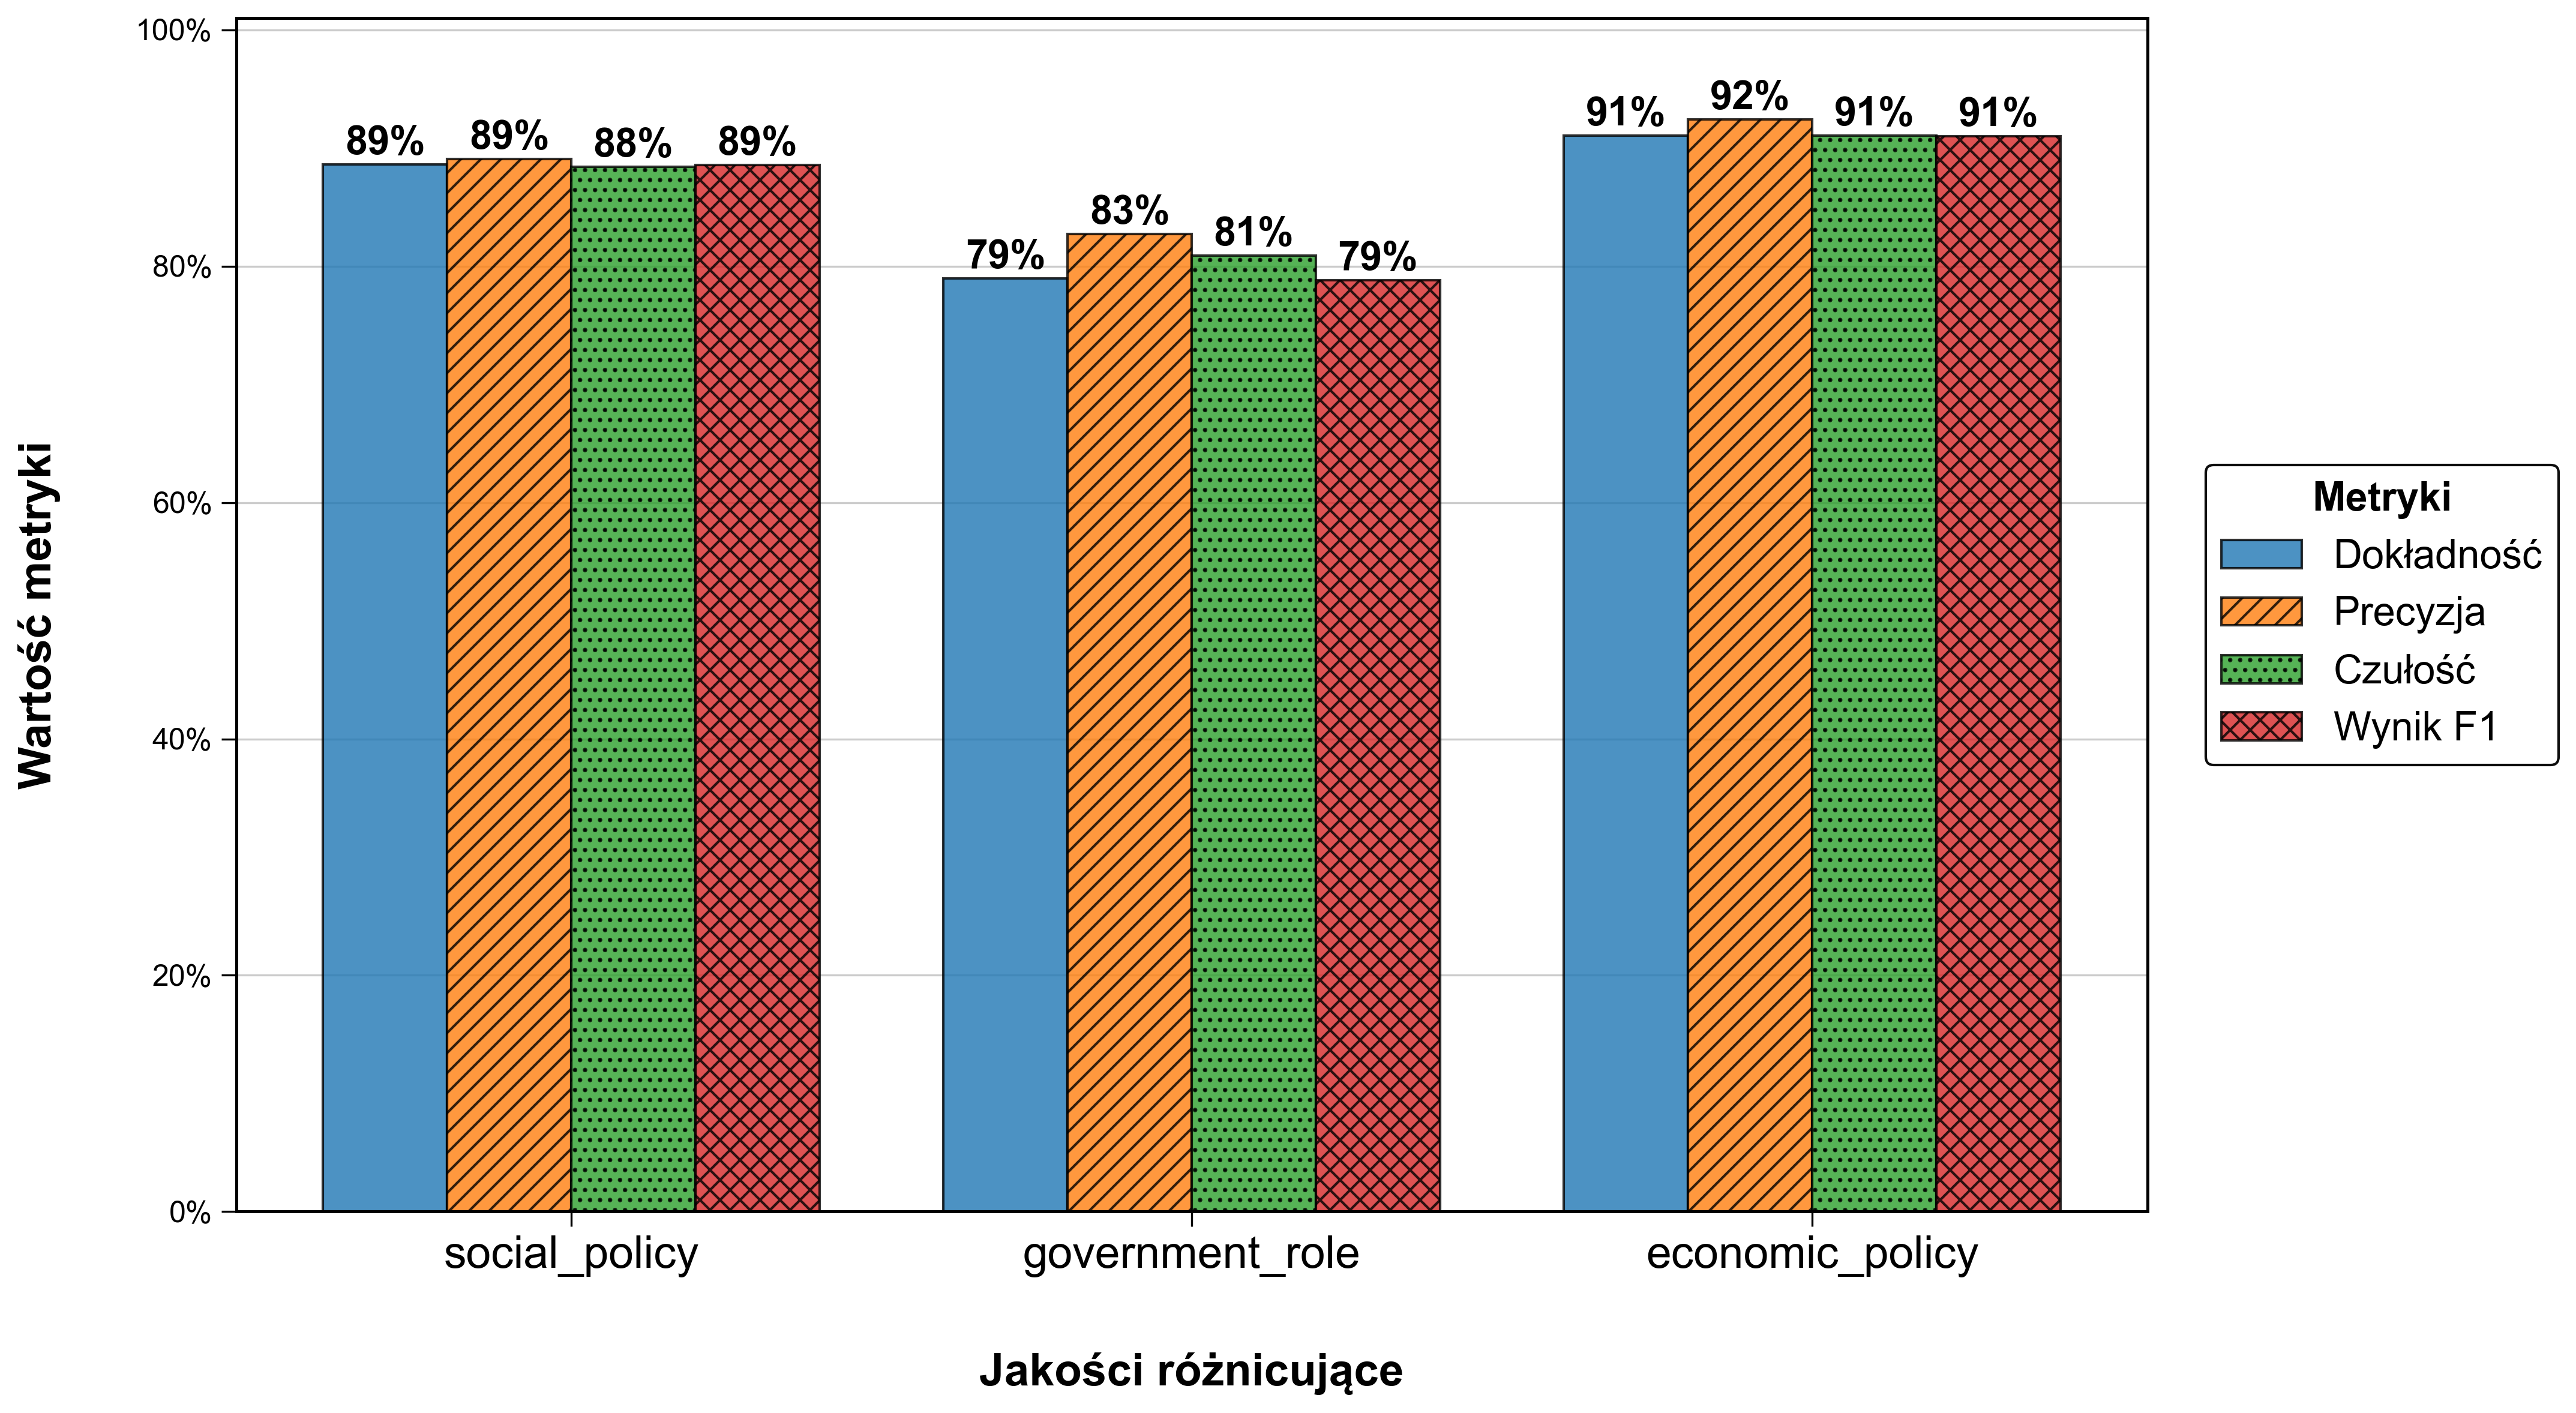 100%
80%
60%
40%
20%
0%
Wartość metryki
89%
89%
88%
89%
79%
83%
81%
79%
91%
92%
91%
91%
social_policy
government_role
economic_policy
Jakości różnicujące
Metryki
Dokładność
Precyzja
Czułość
Wynik F1